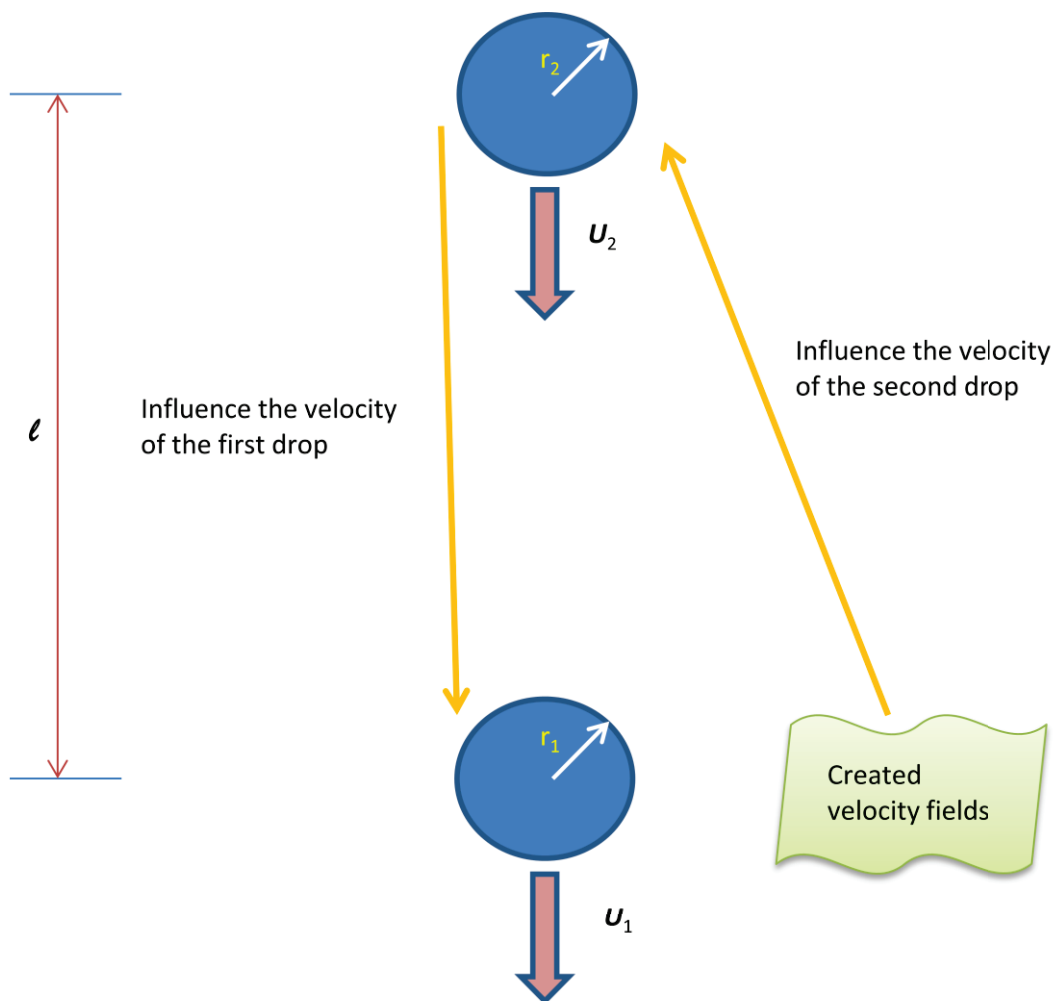 r₂
U₂
Influence the velocity
of the second drop
Influence the velocity
of the first drop
ℓ
r₁
Created
velocity fields
U₁